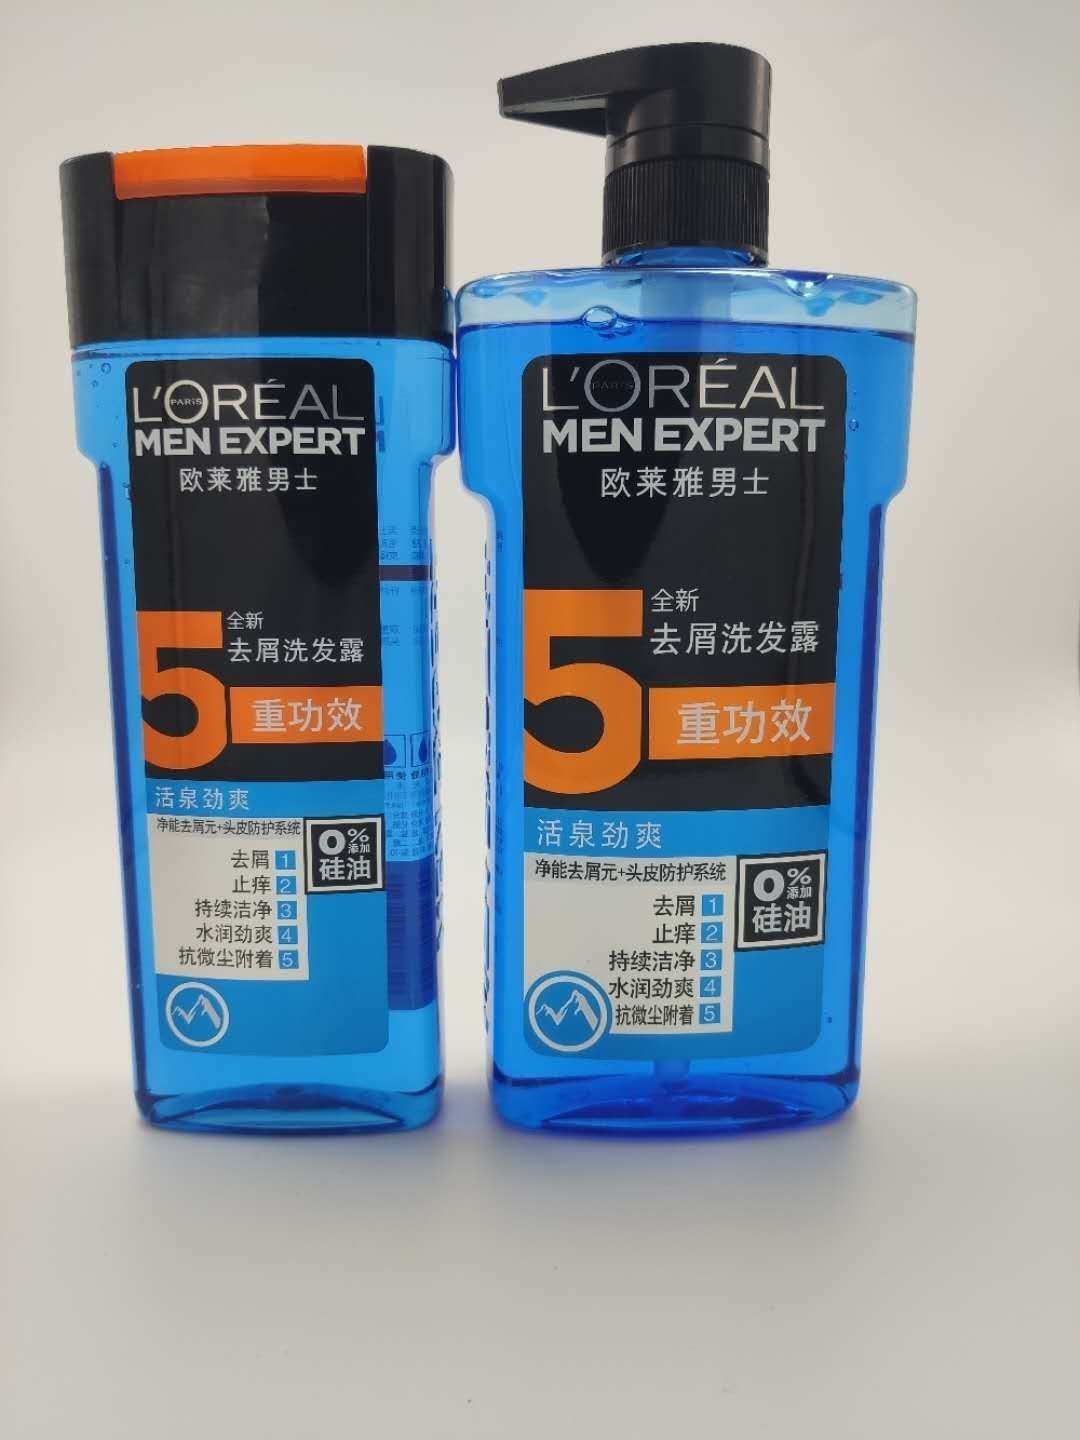 L'ORÉAL
PARIS
MEN EXPERT
欧莱雅男士
5
全新
去屑洗发露
重功效
活泉劲爽
净能去屑元+头皮防护系统
0%
添加
硅油
去屑 1
止痒 2
持续洁净 3
水润劲爽 4
抗微尘附着 5
L'ORÉAL
PARIS
MEN EXPERT
欧莱雅男士
5
全新
去屑洗发露
重功效
活泉劲爽
净能去屑元+头皮防护系统
0%
添加
硅油
去屑 1
止痒 2
持续洁净 3
水润劲爽 4
抗微尘附着 5